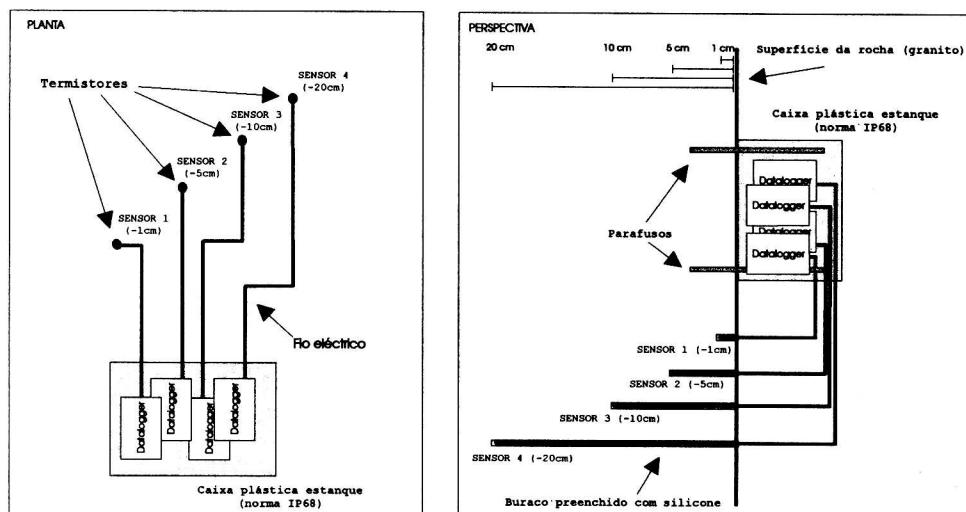 PLANTA
SENSOR 4
(-20cm)
Termistores
SENSOR 3
(-10cm)
SENSOR 2
(-5cm)
SENSOR 1
(-1cm)
Fio eléctrico
Datalogger
Datalogger
Datalogger
Datalogger
Caixa plástica estanque
(norma IP68)
PERSPECTIVA
20 cm 10 cm 5 cm 1 cm
Superfície da rocha (granito)
Caixa plástica estanque
(norma IP68)
Datalogger
Datalogger
Datalogger
Datalogger
Parafusos
SENSOR 1 (-1cm)
SENSOR 2 (-5cm)
SENSOR 3 (-10cm)
SENSOR 4 (-20cm)
Buraco preenchido com silicone